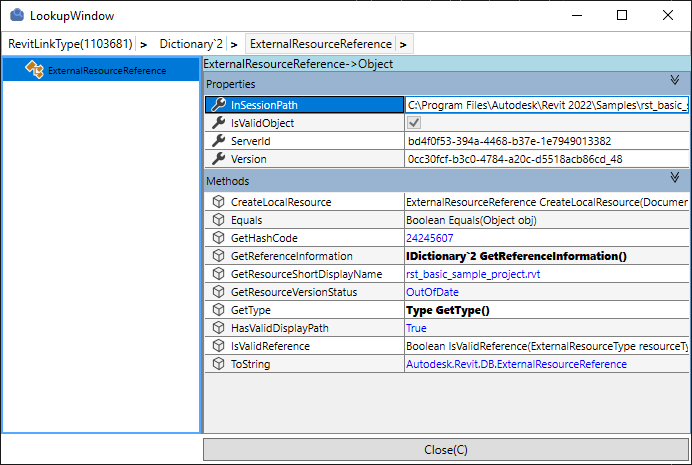 LookupWindow
RevitLinkType(1103681) > Dictionary`2 > ExternalResourceReference >
ExternalResourceReference
ExternalResourceReference->Object
Properties
InSessionPath C:\Program Files\Autodesk\Revit 2022\Samples\rst_basic_s
IsValidObject
ServerId bd4f0f53-394a-4468-b37e-1e7949013382
Version 0cc30fcf-b3c0-4784-a20c-d5518acb86cd_48
Methods
CreateLocalResource ExternalResourceReference CreateLocalResource(Documen
Equals Boolean Equals(Object obj)
GetHashCode 24245607
GetReferenceInformation IDictionary`2 GetReferenceInformation()
GetResourceShortDisplayName rst_basic_sample_project.rvt
GetResourceVersionStatus OutOfDate
GetType Type GetType()
HasValidDisplayPath True
IsValidReference Boolean IsValidReference(ExternalResourceType resourceTy
ToString Autodesk.Revit.DB.ExternalResourceReference
Close(C)